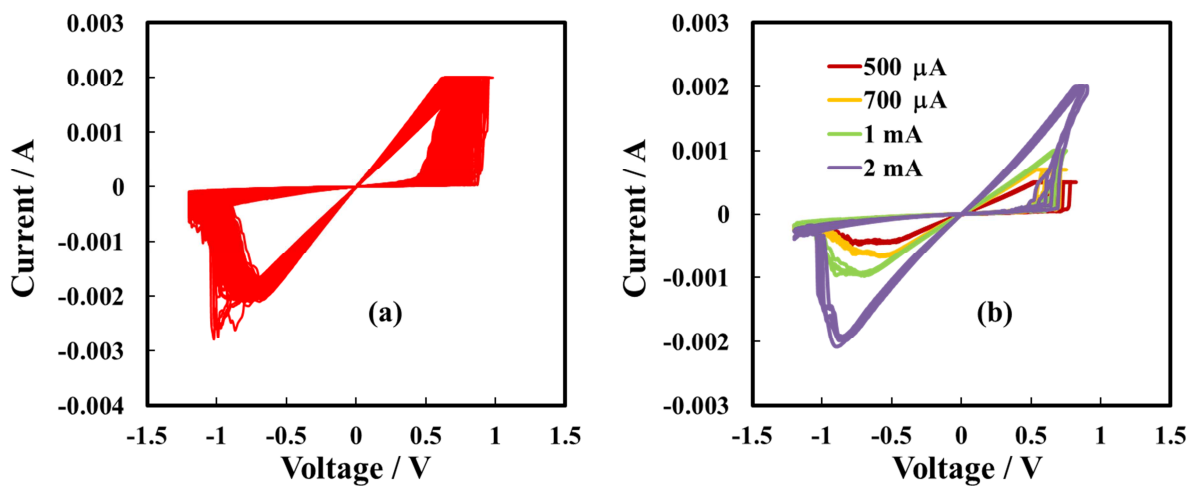 0.003
0.002
0.001
0
-0.001
-0.002
-0.003
-0.004
-1.5 -1 -0.5 0 0.5 1 1.5
Current / A
Voltage / V
(a)
0.003
0.002
0.001
0
-0.001
-0.002
-0.003
-1.5 -1 -0.5 0 0.5 1 1.5
Current / A
Voltage / V
500 μA
700 μA
1 mA
2 mA
(b)